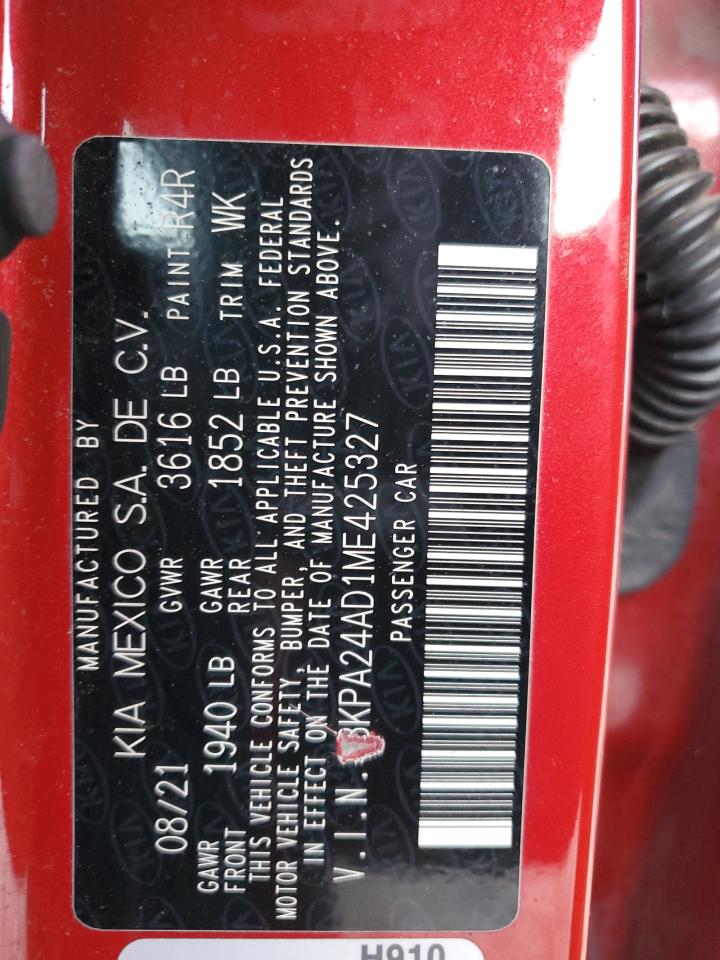 MANUFACTURED BY
KIA MEXICO S.A. DE C.V.
08/21 GVWR 3616 LB PAINT R4R
GAWR FRONT 1940 LB GAWR REAR 1852 LB TRIM WK
THIS VEHICLE CONFORMS TO ALL APPLICABLE U.S.A. FEDERAL
MOTOR VEHICLE SAFETY, BUMPER, AND THEFT PREVENTION STANDARDS
IN EFFECT ON THE DATE OF MANUFACTURE SHOWN ABOVE.
V.I.N. 3KPA24AD1ME425327
PASSENGER CAR
H910